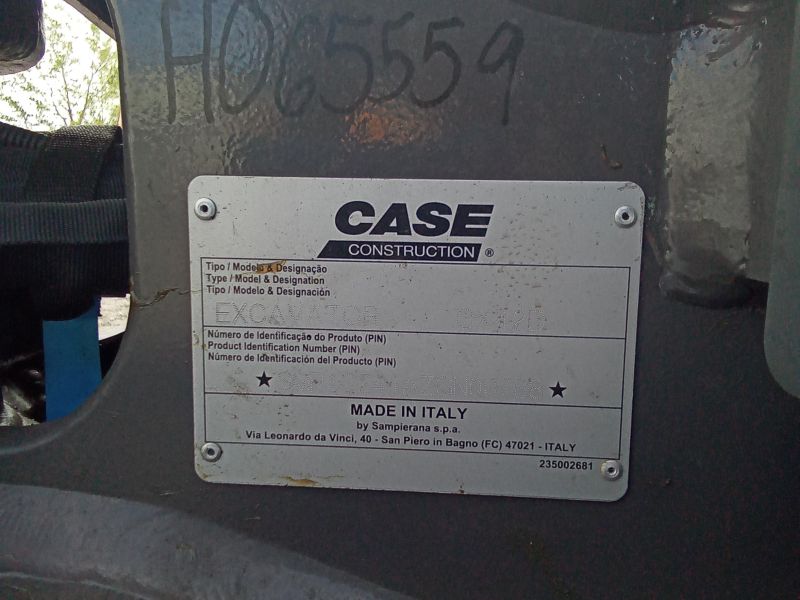 H065559
CASE
CONSTRUCTION ®
Tipo / Modelo & Designação
Type / Model & Designation
Tipo / Modelo & Designación
EXCAVATOR
Número de Identificação do Produto (PIN)
Product Identification Number (PIN)
Número de Identificación del Producto (PIN)
MADE IN ITALY
by Sampierana s.p.a.
Via Leonardo da Vinci, 40 - San Piero in Bagno (FC) 47021 - ITALY
235002681